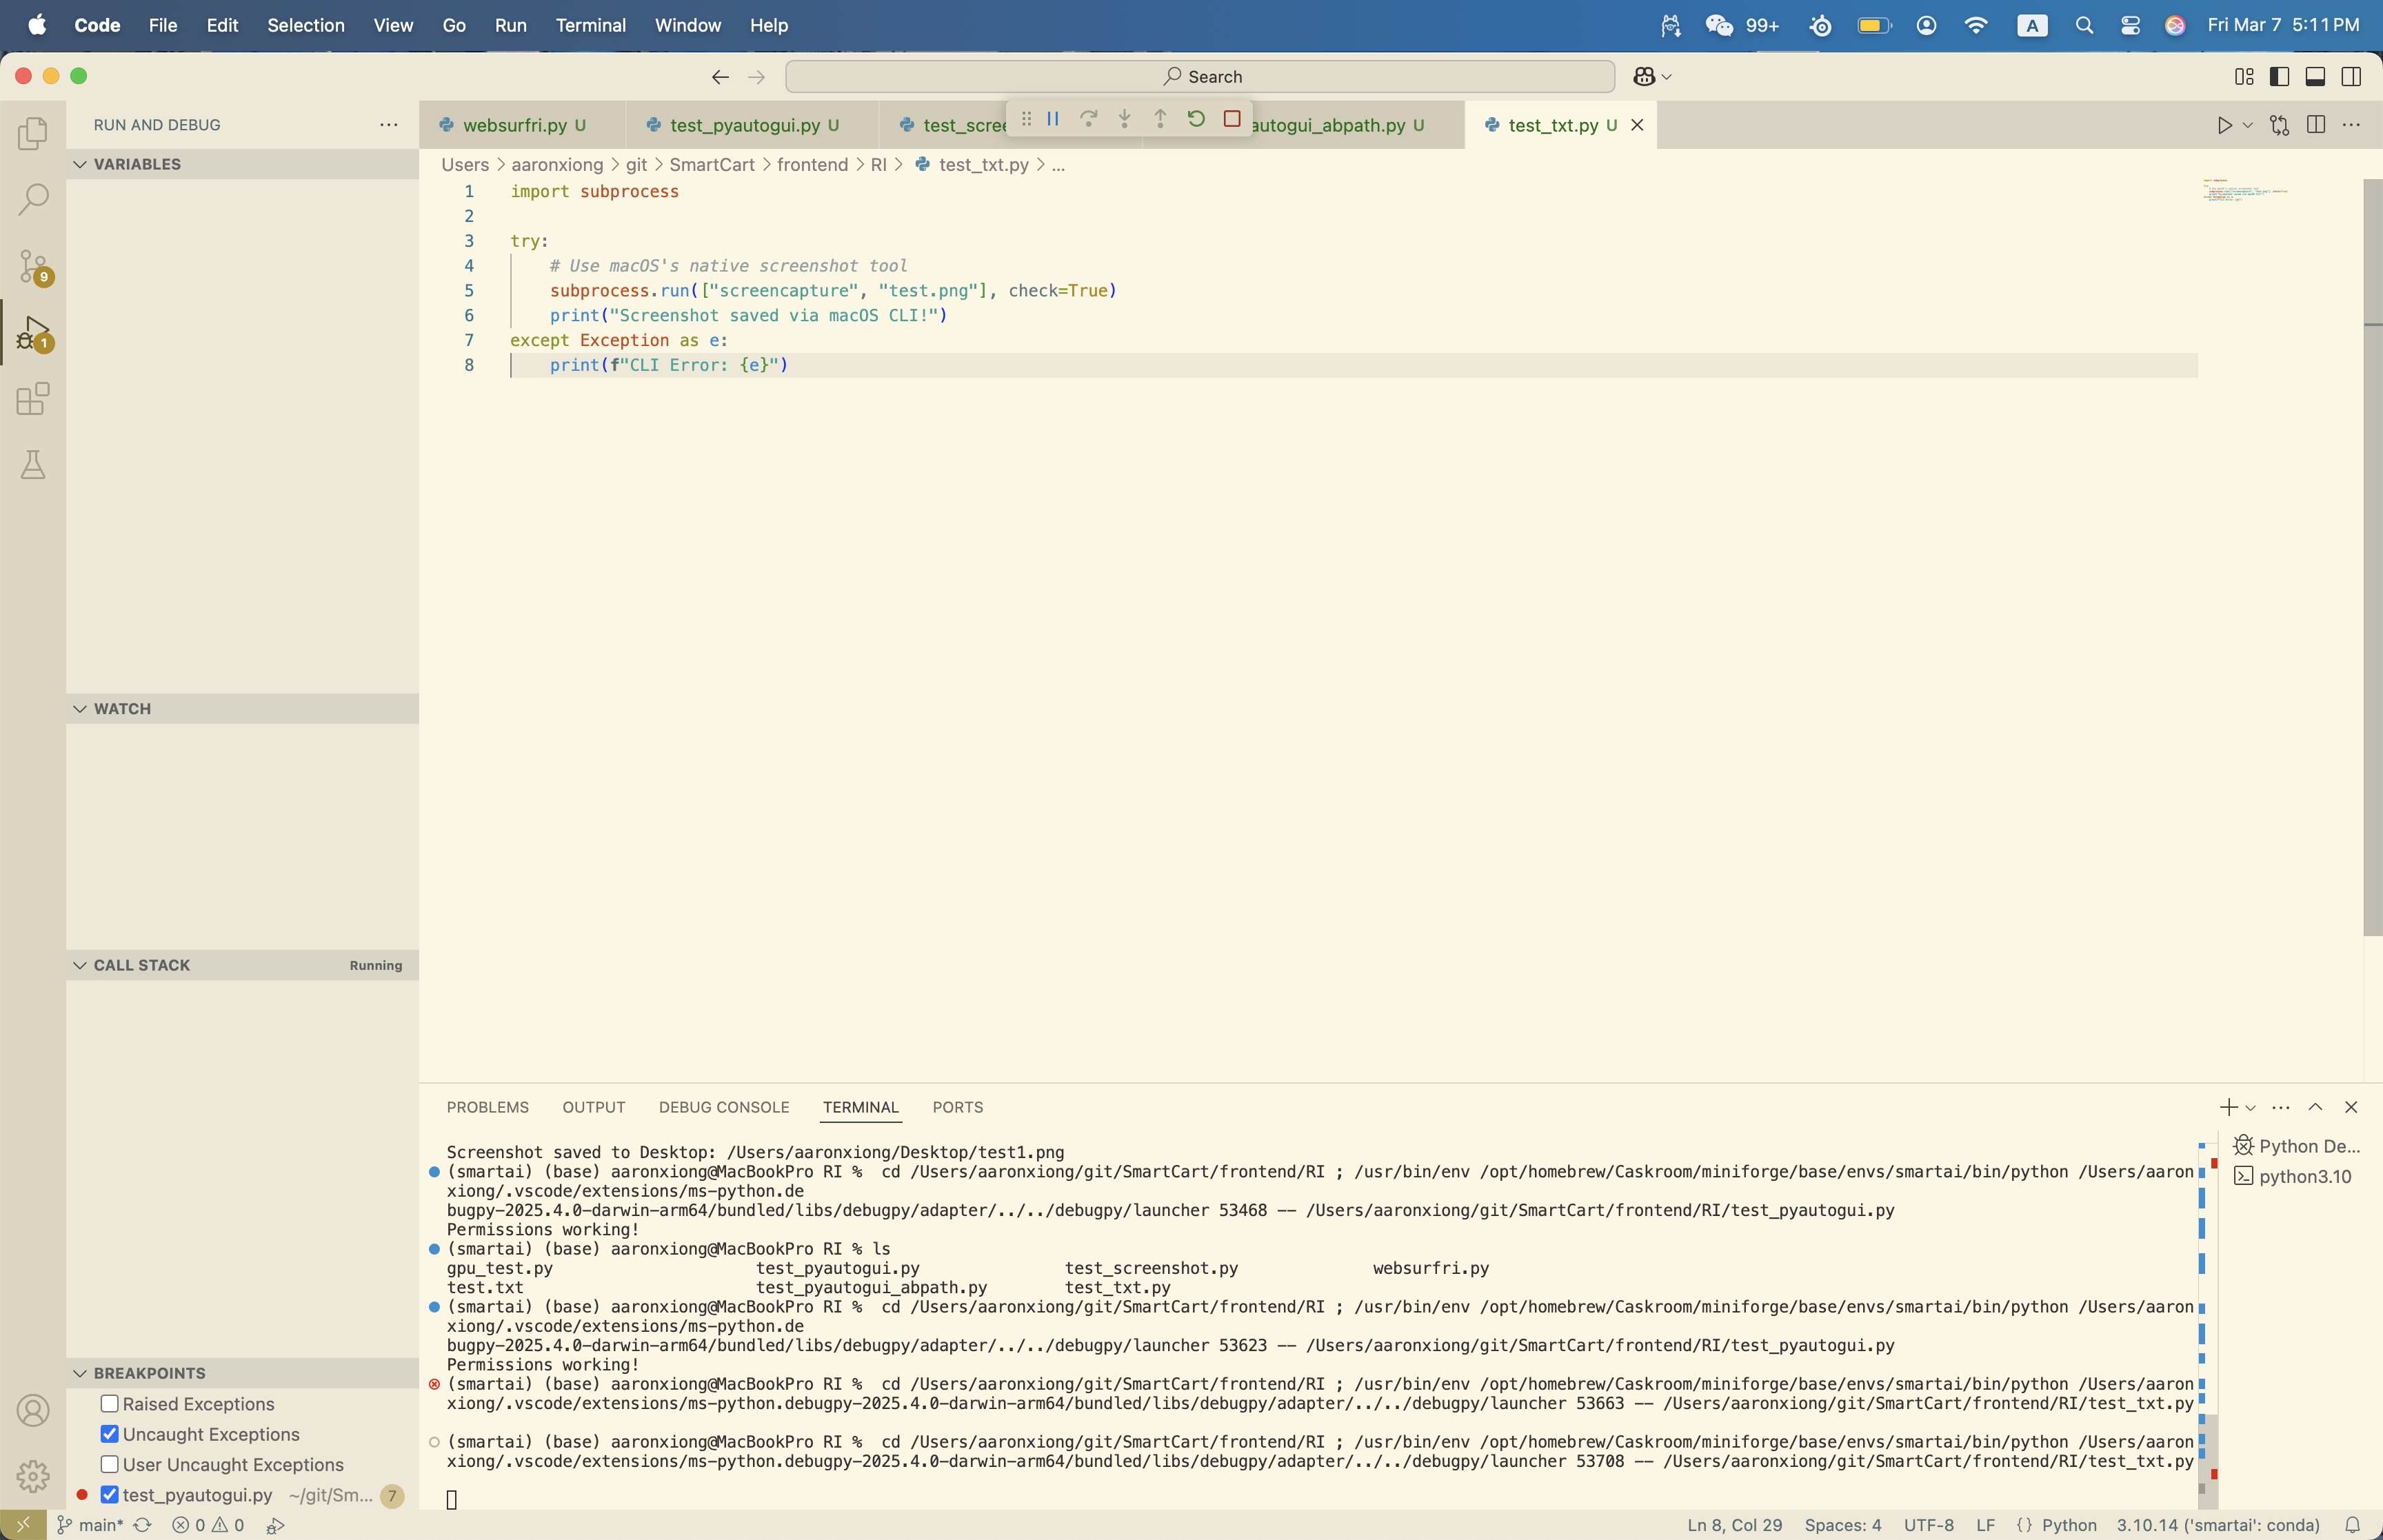 Code File Edit Selection View Go Run Terminal Window Help 99+ A Fri Mar 7 5:11 PM
Search
RUN AND DEBUG
websurfri.py U test_pyautogui.py U test_scree autogui_abpath.py U test_txt.py U
VARIABLES
Users > aaronxiong > git > SmartCart > frontend > RI > test_txt.py > ...
1 import subprocess
2
3 try:
4 # Use macOS's native screenshot tool
5 subprocess.run(["screencapture", "test.png"], check=True)
6 print("Screenshot saved via macOS CLI!")
7 except Exception as e:
8 print(f"CLI Error: {e}")
9
1
WATCH
CALL STACK Running
BREAKPOINTS
Raised Exceptions
Uncaught Exceptions
User Uncaught Exceptions
test_pyautogui.py ~/git/Sm... 7
PROBLEMS OUTPUT DEBUG CONSOLE TERMINAL PORTS
Screenshot saved to Desktop: /Users/aaronxiong/Desktop/test1.png
(smartai) (base) aaronxiong@MacBookPro RI % cd /Users/aaronxiong/git/SmartCart/frontend/RI ; /usr/bin/env /opt/homebrew/Caskroom/miniforge/base/envs/smartai/bin/python /Users/aaron
xiong/.vscode/extensions/ms-python.de
bugpy-2025.4.0-darwin-arm64/bundled/libs/debugpy/adapter/../../debugpy/launcher 53468 -- /Users/aaronxiong/git/SmartCart/frontend/RI/test_pyautogui.py
Permissions working!
(smartai) (base) aaronxiong@MacBookPro RI % ls
gpu_test.py test_pyautogui.py test_screenshot.py websurfri.py
test.txt test_pyautogui_abpath.py test_txt.py
(smartai) (base) aaronxiong@MacBookPro RI % cd /Users/aaronxiong/git/SmartCart/frontend/RI ; /usr/bin/env /opt/homebrew/Caskroom/miniforge/base/envs/smartai/bin/python /Users/aaron
xiong/.vscode/extensions/ms-python.de
bugpy-2025.4.0-darwin-arm64/bundled/libs/debugpy/adapter/../../debugpy/launcher 53623 -- /Users/aaronxiong/git/SmartCart/frontend/RI/test_pyautogui.py
Permissions working!
(smartai) (base) aaronxiong@MacBookPro RI % cd /Users/aaronxiong/git/SmartCart/frontend/RI ; /usr/bin/env /opt/homebrew/Caskroom/miniforge/base/envs/smartai/bin/python /Users/aaron
xiong/.vscode/extensions/ms-python.debugpy-2025.4.0-darwin-arm64/bundled/libs/debugpy/adapter/../../debugpy/launcher 53663 -- /Users/aaronxiong/git/SmartCart/frontend/RI/test_txt.py
(smartai) (base) aaronxiong@MacBookPro RI % cd /Users/aaronxiong/git/SmartCart/frontend/RI ; /usr/bin/env /opt/homebrew/Caskroom/miniforge/base/envs/smartai/bin/python /Users/aaron
xiong/.vscode/extensions/ms-python.debugpy-2025.4.0-darwin-arm64/bundled/libs/debugpy/adapter/../../debugpy/launcher 53708 -- /Users/aaronxiong/git/SmartCart/frontend/RI/test_txt.py
Python De...
python3.10
main* 0 0 Ln 8, Col 29 Spaces: 4 UTF-8 LF {} Python 3.10.14 ('smartai': conda)